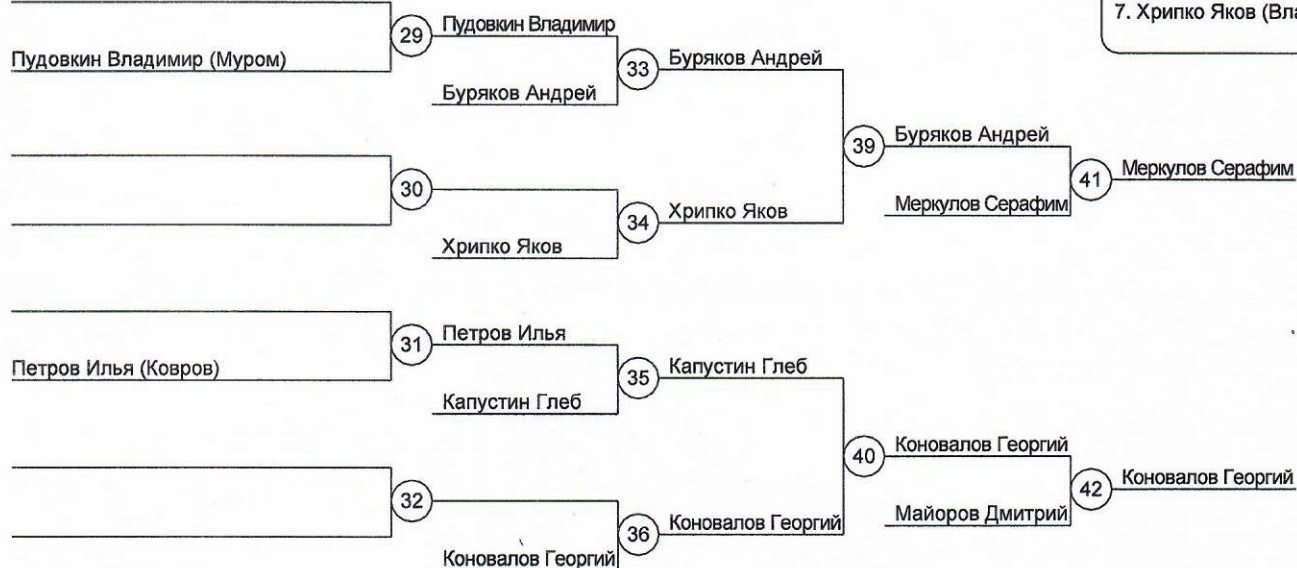 7. Хрипко Яков (Вла
29
Пудовкин Владимир
Пудовкин Владимир (Муром)
33
Буряков Андрей
Буряков Андрей
39
Буряков Андрей
30
41
Меркулов Серафим
34
Хрипко Яков
Меркулов Серафим
Хрипко Яков
31
Петров Илья
Петров Илья (Ковров)
35
Капустин Глеб
Капустин Глеб
40
Коновалов Георгий
32
42
Коновалов Георгий
36
Коновалов Георгий
Майоров Дмитрий
Коновалов Георгий